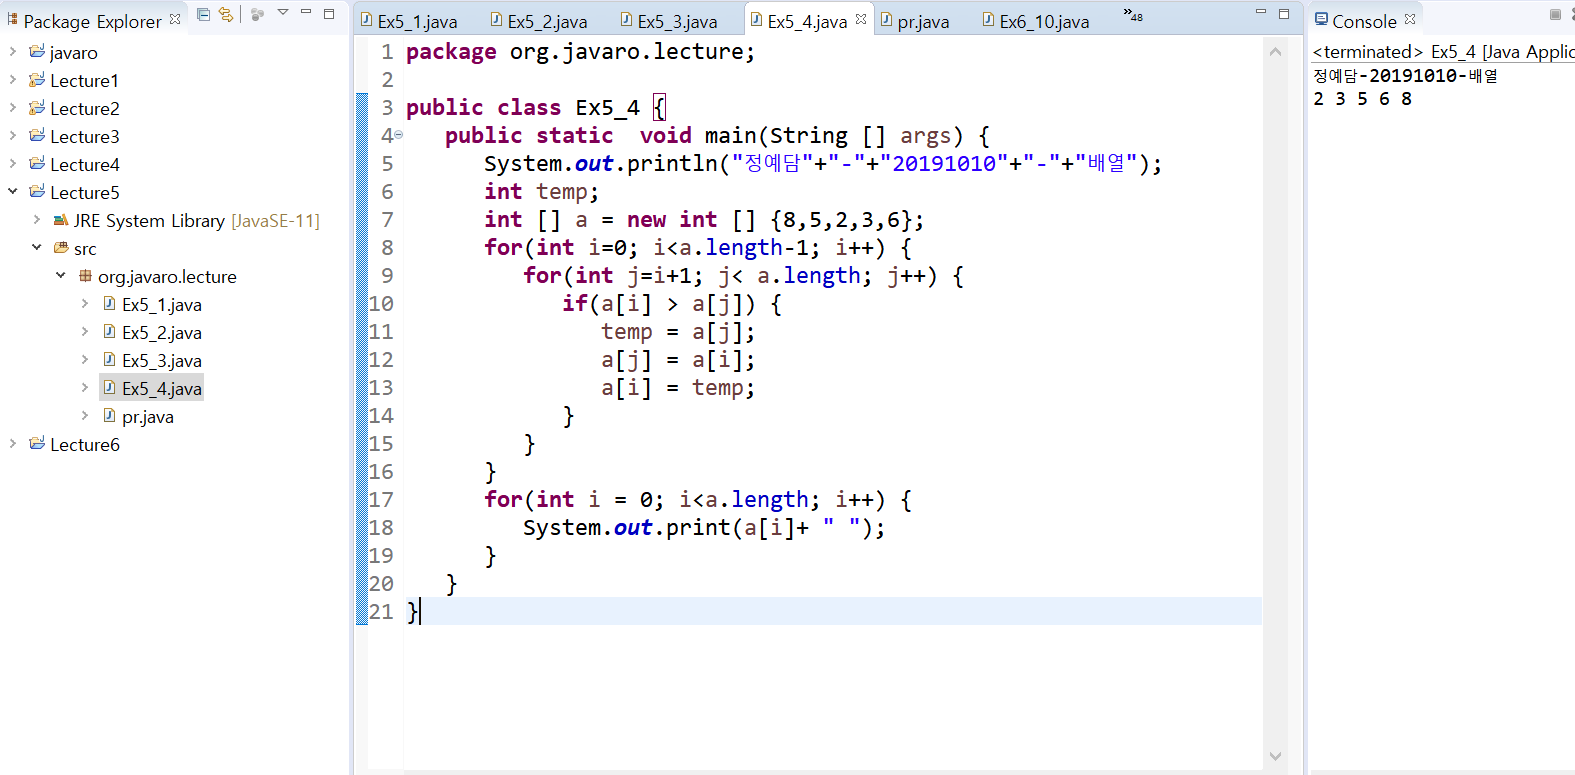 Package Explorer
javaro
Lecture1
Lecture2
Lecture3
Lecture4
Lecture5
JRE System Library [JavaSE-11]
src
org.javaro.lecture
Ex5_1.java
Ex5_2.java
Ex5_3.java
Ex5_4.java
pr.java
Lecture6
Ex5_1.java Ex5_2.java Ex5_3.java Ex5_4.java pr.java Ex6_10.java »48
1 package org.javaro.lecture;
2
3 public class Ex5_4 {
4 public static  void main(String [] args) {
5 System.out.println("정예담"+"-"+"20191010"+"-"+"배열");
6 int temp;
7 int [] a = new int [] {8,5,2,3,6};
8 for(int i=0; i<a.length-1; i++) {
9 for(int j=i+1; j< a.length; j++) {
10 if(a[i] > a[j]) {
11 temp = a[j];
12 a[j] = a[i];
13 a[i] = temp;
14 }
15 }
16 }
17 for(int i = 0; i<a.length; i++) {
18 System.out.print(a[i]+ " ");
19 }
20 }
21 }
Console
<terminated> Ex5_4 [Java Applic
정예담-20191010-배열
2 3 5 6 8